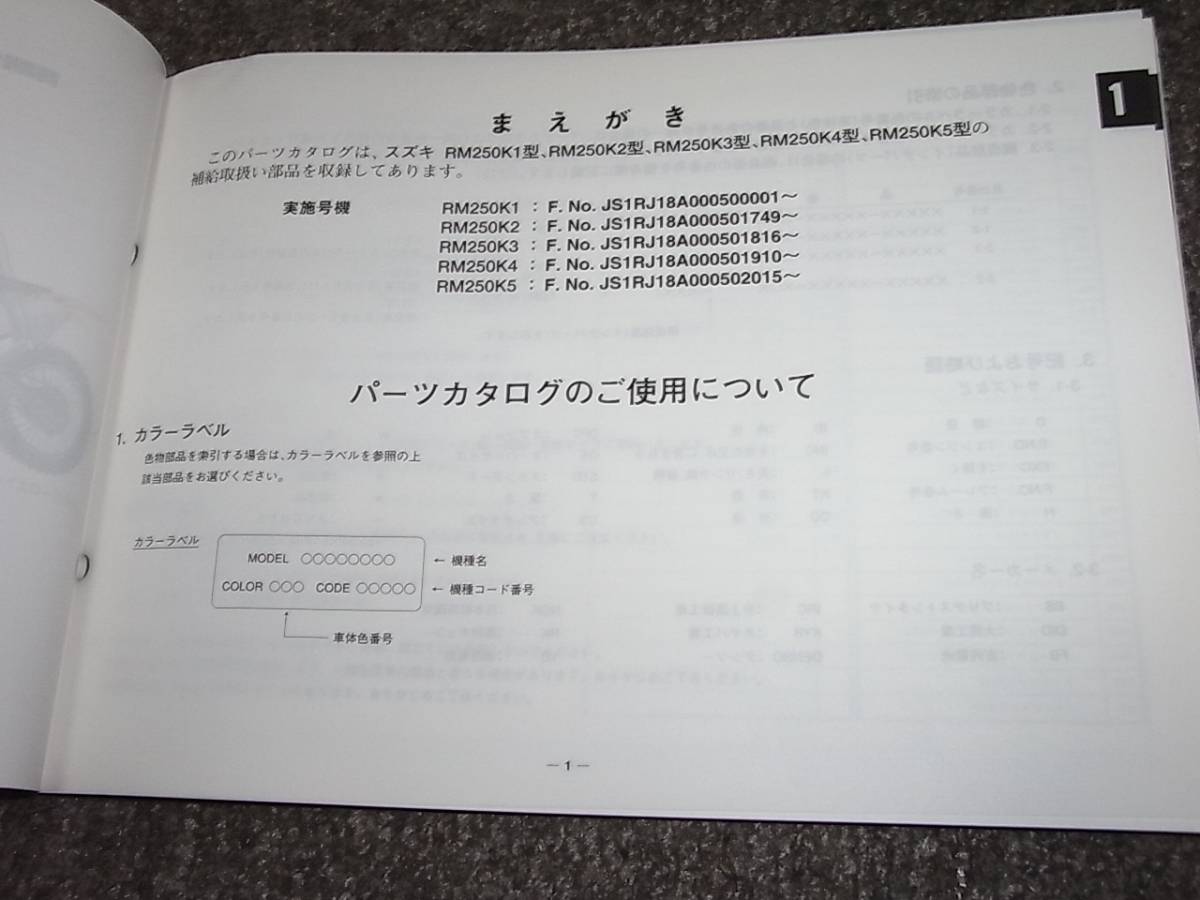 1
まえがき
このパーツカタログは、スズキ RM250K1型、RM250K2型、RM250K3型、RM250K4型、RM250K5型の
補給取扱い部品を収録してあります。
実施号機 RM250K1 : F. No. JS1RJ18A000500001～
RM250K2 : F. No. JS1RJ18A000501749～
RM250K3 : F. No. JS1RJ18A000501816～
RM250K4 : F. No. JS1RJ18A000501910～
RM250K5 : F. No. JS1RJ18A000502015～
パーツカタログのご使用について
1. カラーラベル
色物部品を索引する場合は、カラーラベルを参照の上
該当部品をお選びください。
カラーラベル
MODEL ○○○○○○○○ ← 機種名
COLOR ○○○ CODE ○○○○○ ← 機種コード番号
車体色番号
— 1 —